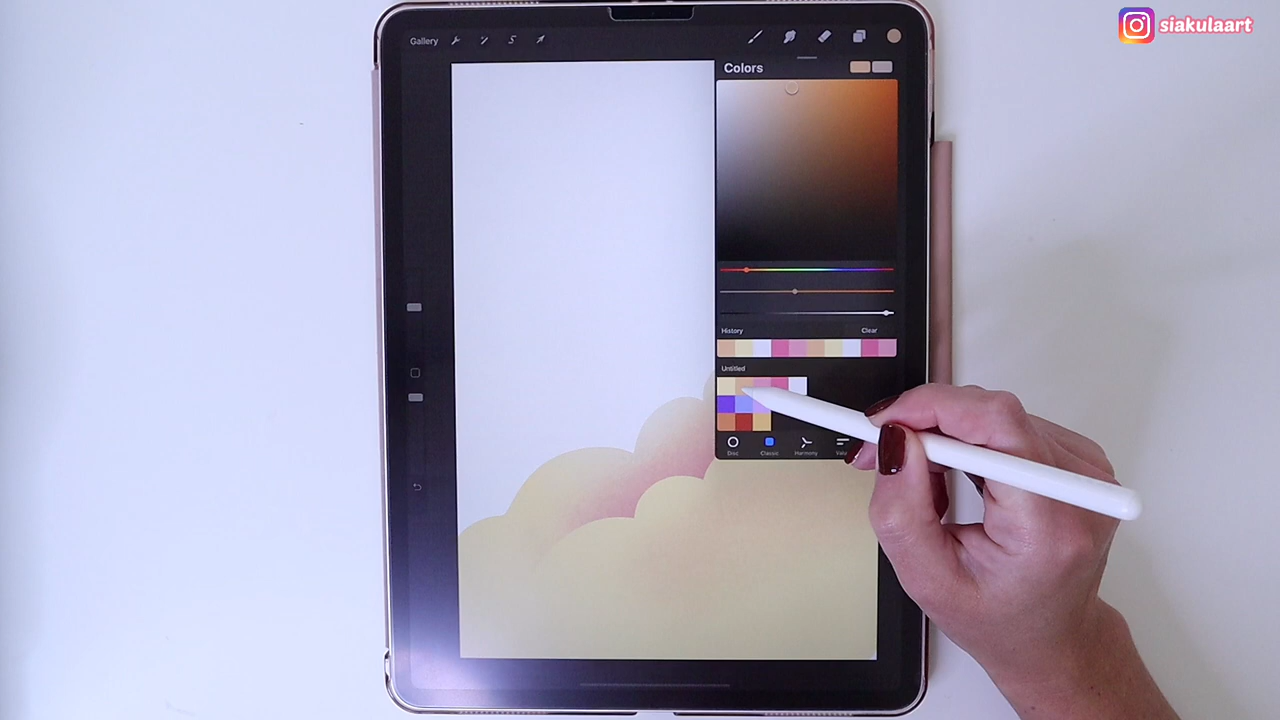 siakulaart
Gallery
Colors
History
Clear
Untitled
Disc
Classic
Harmony